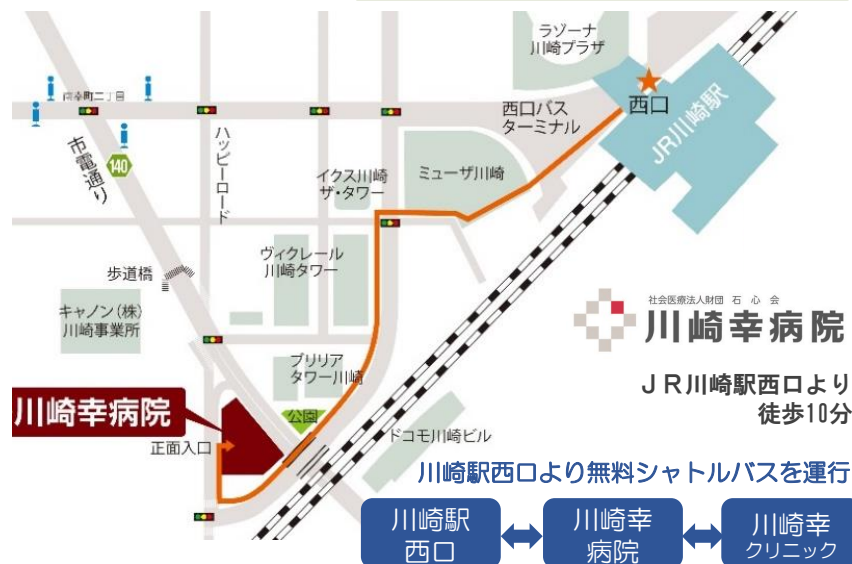 ラゾーナ
川崎プラザ
西口
JR川崎駅
西口バス
ターミナル
南幸町二丁目
市電通り
140
ハッピーロード
イクス川崎
ザ・タワー
ミューザ川崎
ヴィクレール
川崎タワー
歩道橋
キャノン(株)
川崎事業所
ブリリア
タワー川崎
公園
川崎幸病院
正面入口
ドコモ川崎ビル
社会医療法人財団 石心会
川崎幸病院
JR川崎駅西口より
徒歩10分
川崎駅西口より無料シャトルバスを運行
川崎駅
西口
川崎幸
病院
川崎幸
クリニック